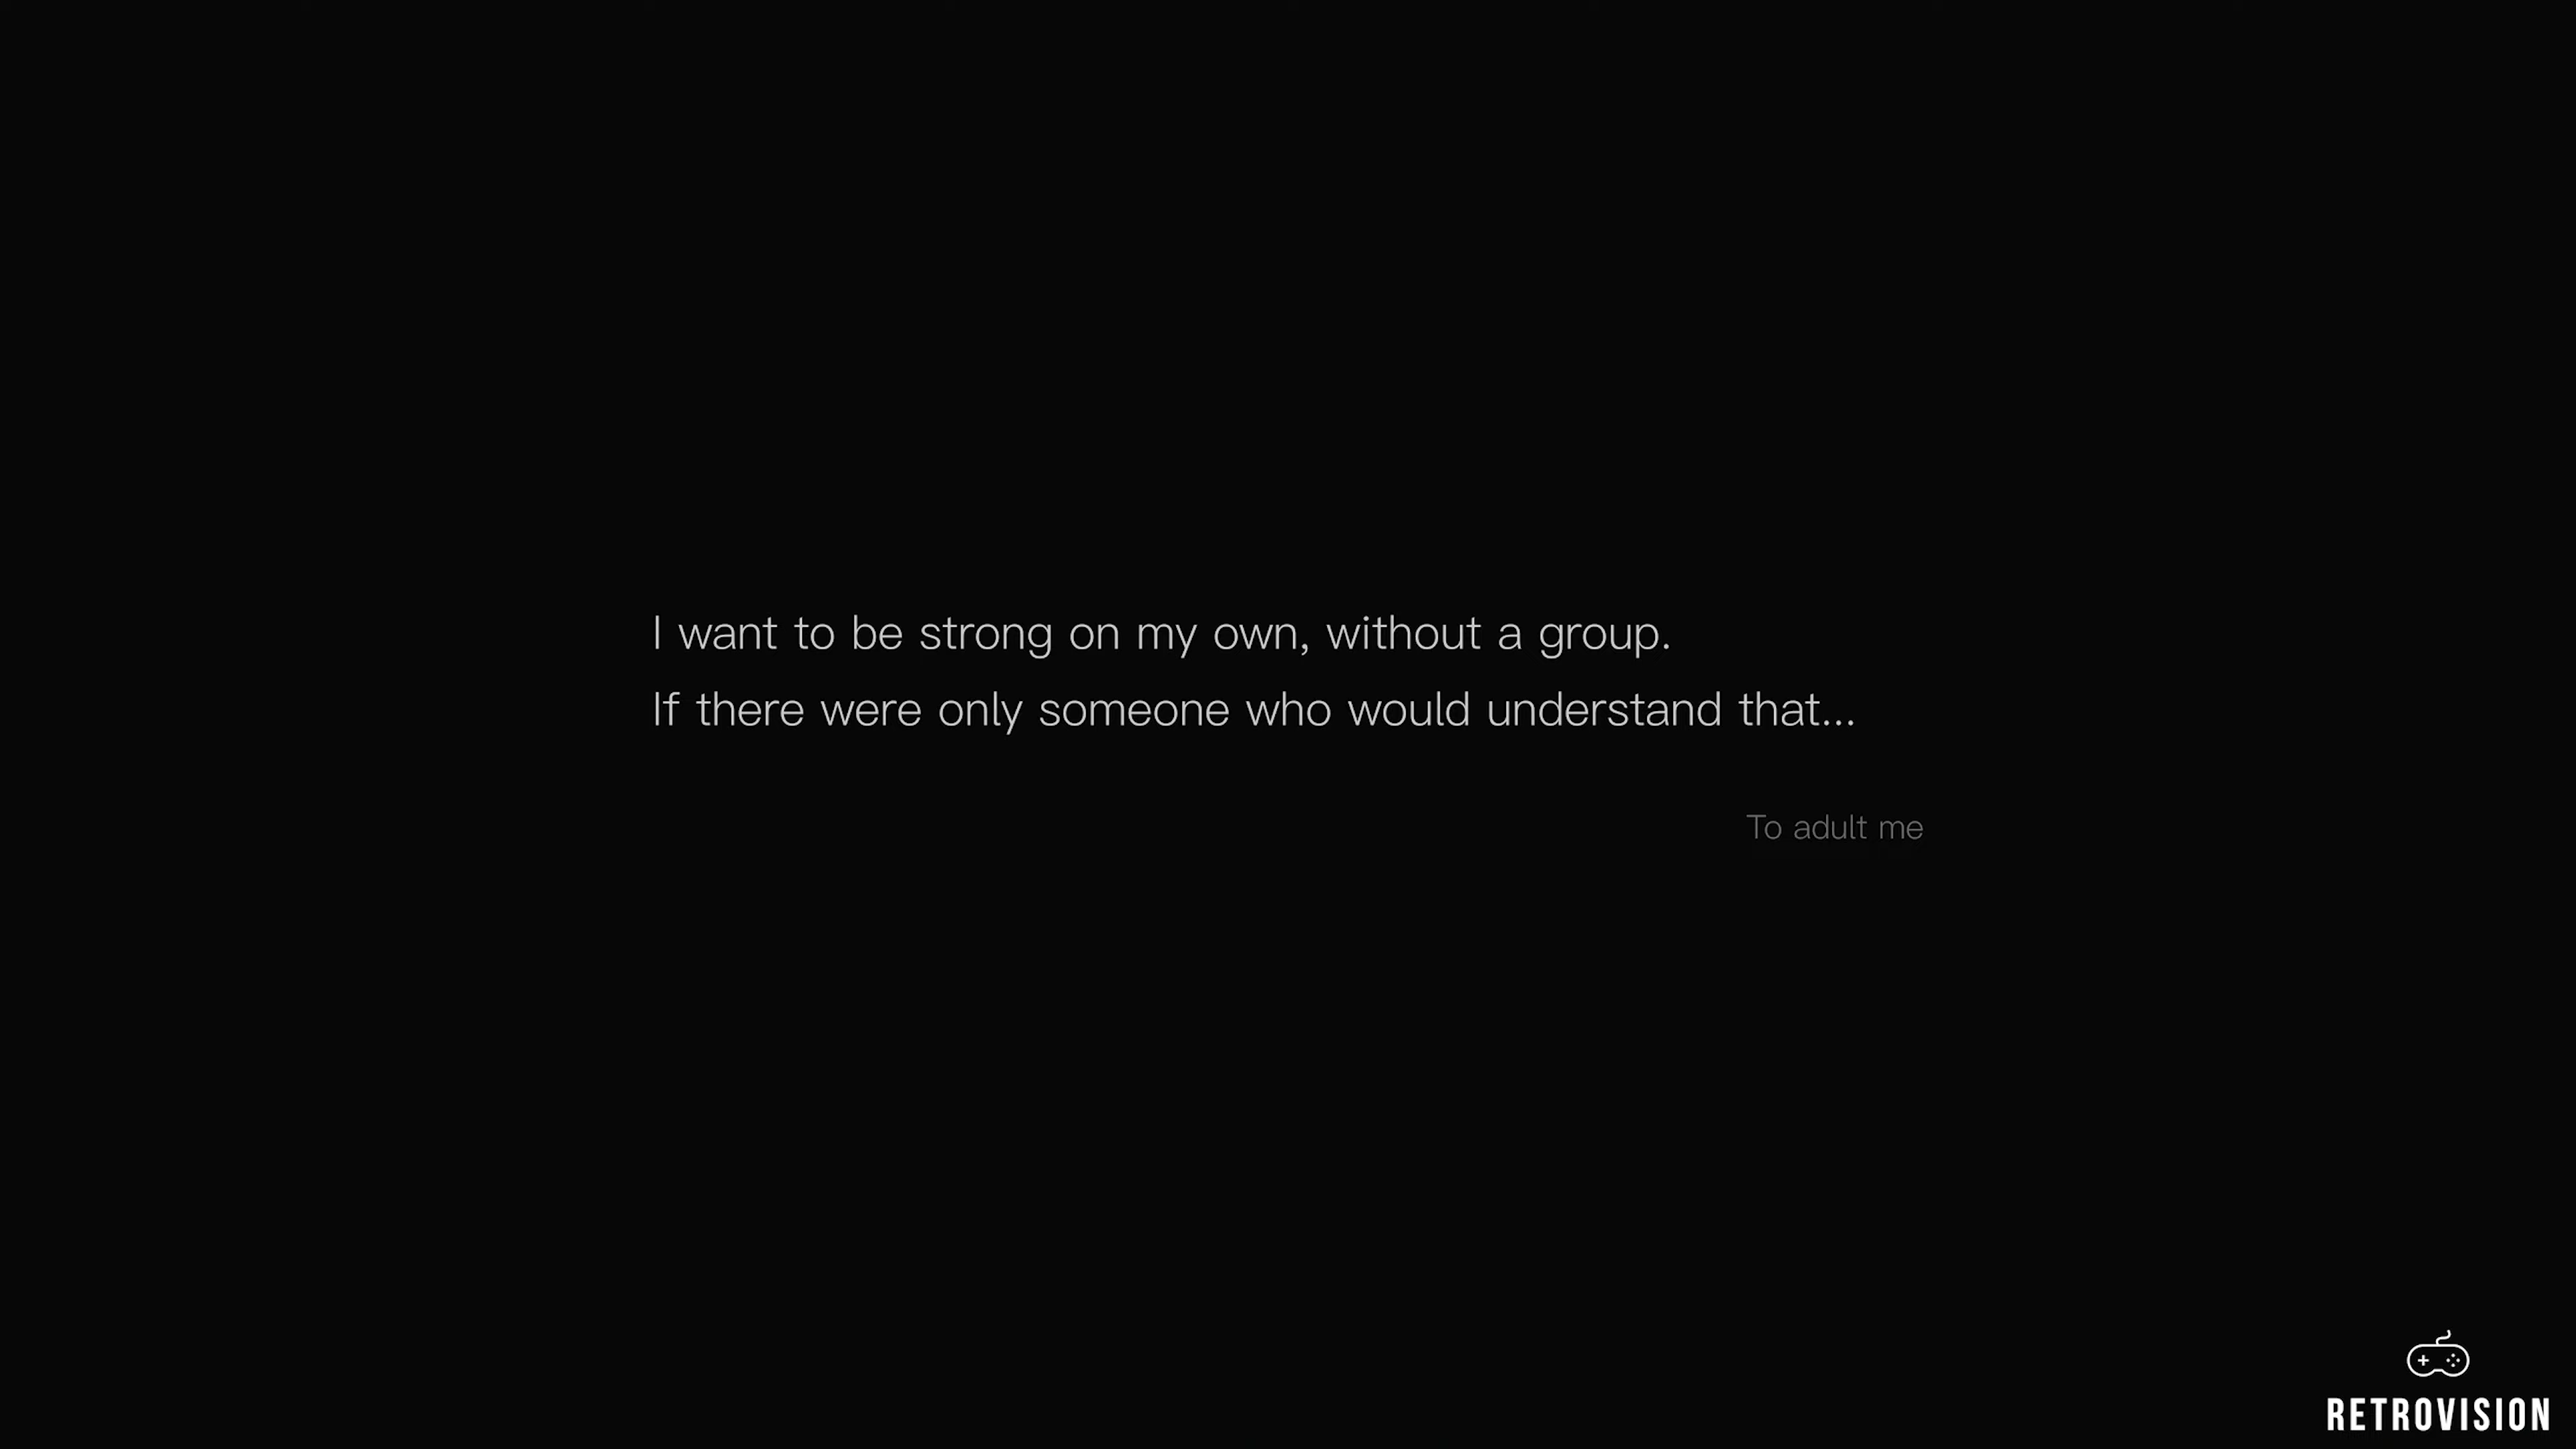 I want to be strong on my own, without a group.
If there were only someone who would understand that...
To adult me
RETROVISION